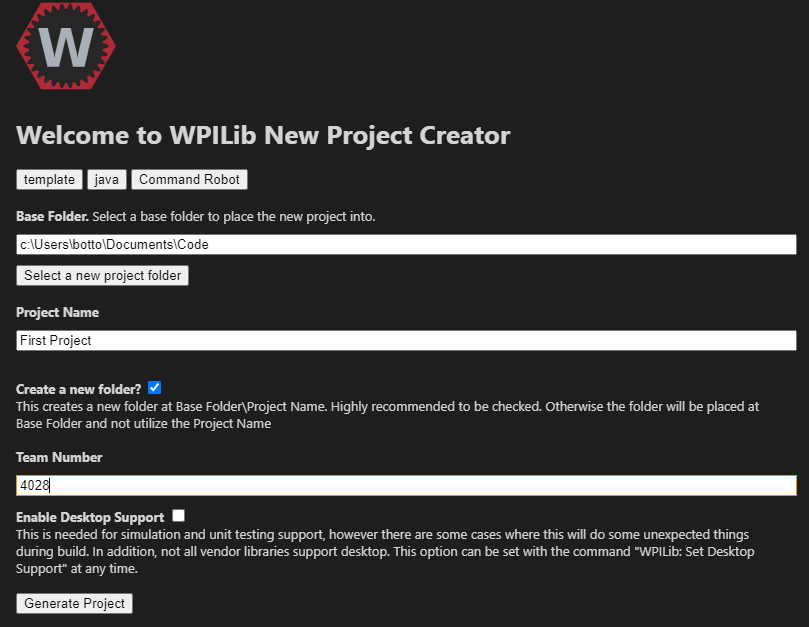 W
Welcome to WPILib New Project Creator
template java Command Robot
Base Folder. Select a base folder to place the new project into.
c:\Users\botto\Documents\Code
Select a new project folder
Project Name
First Project
Create a new folder?
This creates a new folder at Base Folder\Project Name. Highly recommended to be checked. Otherwise the folder will be placed at
Base Folder and not utilize the Project Name
Team Number
4028
Enable Desktop Support
This is needed for simulation and unit testing support, however there are some cases where this will do some unexpected things
during build. In addition, not all vendor libraries support desktop. This option can be set with the command "WPILib: Set Desktop
Support" at any time.
Generate Project